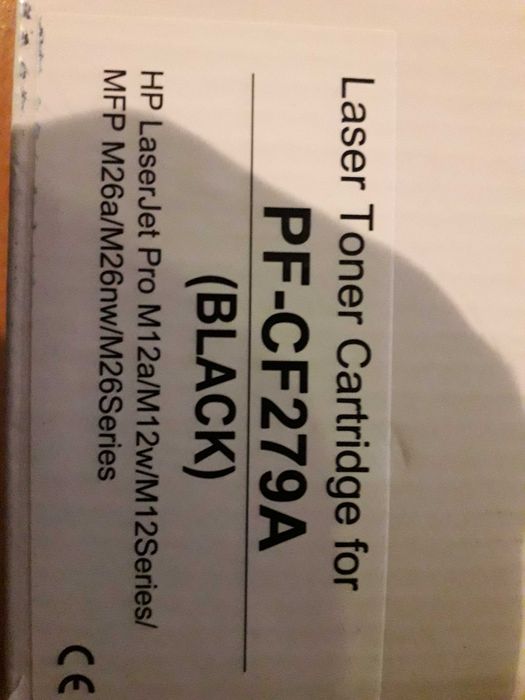 Laser Toner Cartridge for
PF-CF279A
(BLACK)
HP LaserJet Pro M12a/M12w/M12Series/
MFP M26a/M26nw/M26Series
CE